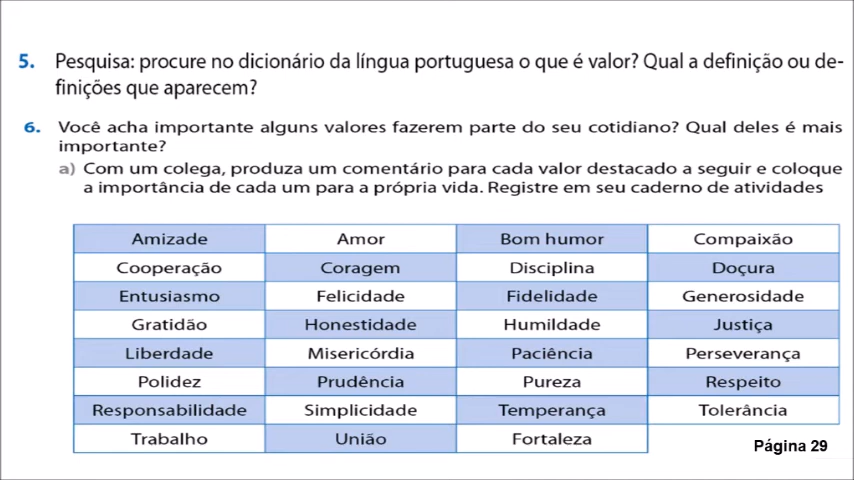 5. Pesquisa: procure no dicionário da língua portuguesa o que é valor? Qual a definição ou de-
finições que aparecem?
6. Você acha importante alguns valores fazerem parte do seu cotidiano? Qual deles é mais
importante?
a) Com um colega, produza um comentário para cada valor destacado a seguir e coloque
a importância de cada um para a própria vida. Registre em seu caderno de atividades
Amizade Amor Bom humor Compaixão
Cooperação Coragem Disciplina Doçura
Entusiasmo Felicidade Fidelidade Generosidade
Gratidão Honestidade Humildade Justiça
Liberdade Misericórdia Paciência Perseverança
Polidez Prudência Pureza Respeito
Responsabilidade Simplicidade Temperança Tolerância
Trabalho União Fortaleza
Página 29